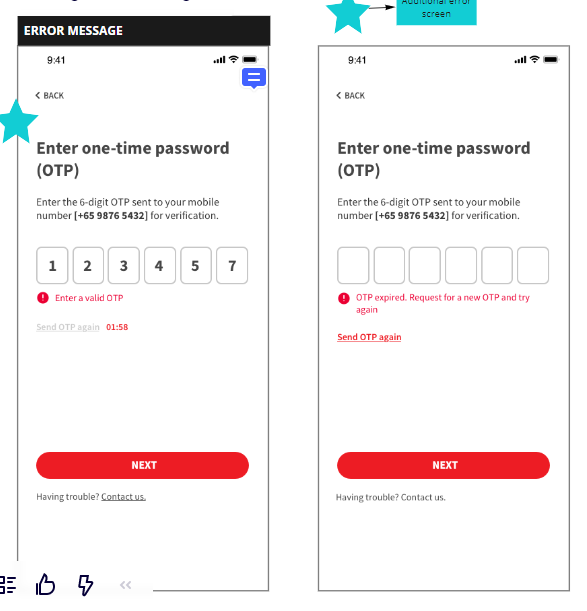 Additional error
screen
ERROR MESSAGE
9:41
BACK
Enter one-time password
(OTP)
Enter the 6-digit OTP sent to your mobile
number [+65 9876 5432] for verification.
1 2 3 4 5 7
Enter a valid OTP
Send OTP again 01:58
NEXT
Having trouble? Contact us.
9:41
BACK
Enter one-time password
(OTP)
Enter the 6-digit OTP sent to your mobile
number [+65 9876 5432] for verification.
OTP expired. Request for a new OTP and try
again
Send OTP again
NEXT
Having trouble? Contact us.